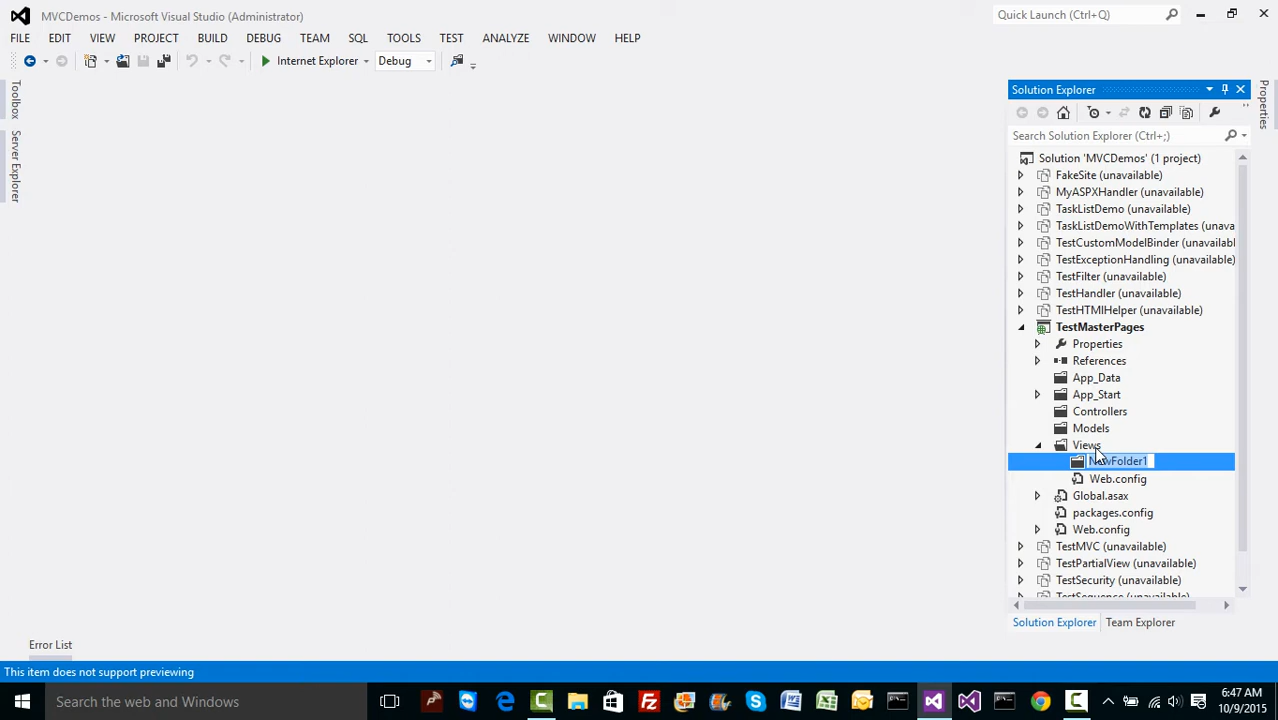 MVCDemos - Microsoft Visual Studio (Administrator)
Quick Launch (Ctrl+Q)
FILE EDIT VIEW PROJECT BUILD DEBUG TEAM SQL TOOLS TEST ANALYZE WINDOW HELP
Internet Explorer Debug
Toolbox
Server Explorer
Properties
Solution Explorer
Search Solution Explorer (Ctrl+;)
Solution 'MVCDemos' (1 project)
FakeSite (unavailable)
MyASPXHandler (unavailable)
TaskListDemo (unavailable)
TaskListDemoWithTemplates (unava
TestCustomModelBinder (unavailabl
TestExceptionHandling (unavailable)
TestFilter (unavailable)
TestHandler (unavailable)
TestHTMlHelper (unavailable)
TestMasterPages
Properties
References
App_Data
App_Start
Controllers
Models
Views
NewFolder1
Web.config
Global.asax
packages.config
Web.config
TestMVC (unavailable)
TestPartialView (unavailable)
TestSecurity (unavailable)
TestSequence (unavailable)
Solution Explorer Team Explorer
Error List
This item does not support previewing
Search the web and Windows
6:47 AM
10/9/2015